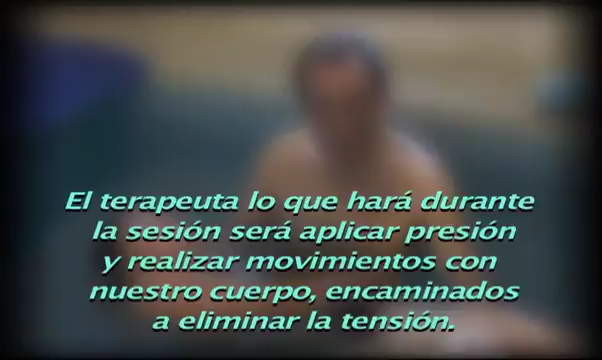 El terapeuta lo que hará durante
la sesión será aplicar presión
y realizar movimientos con
nuestro cuerpo, encaminados
a eliminar la tensión.